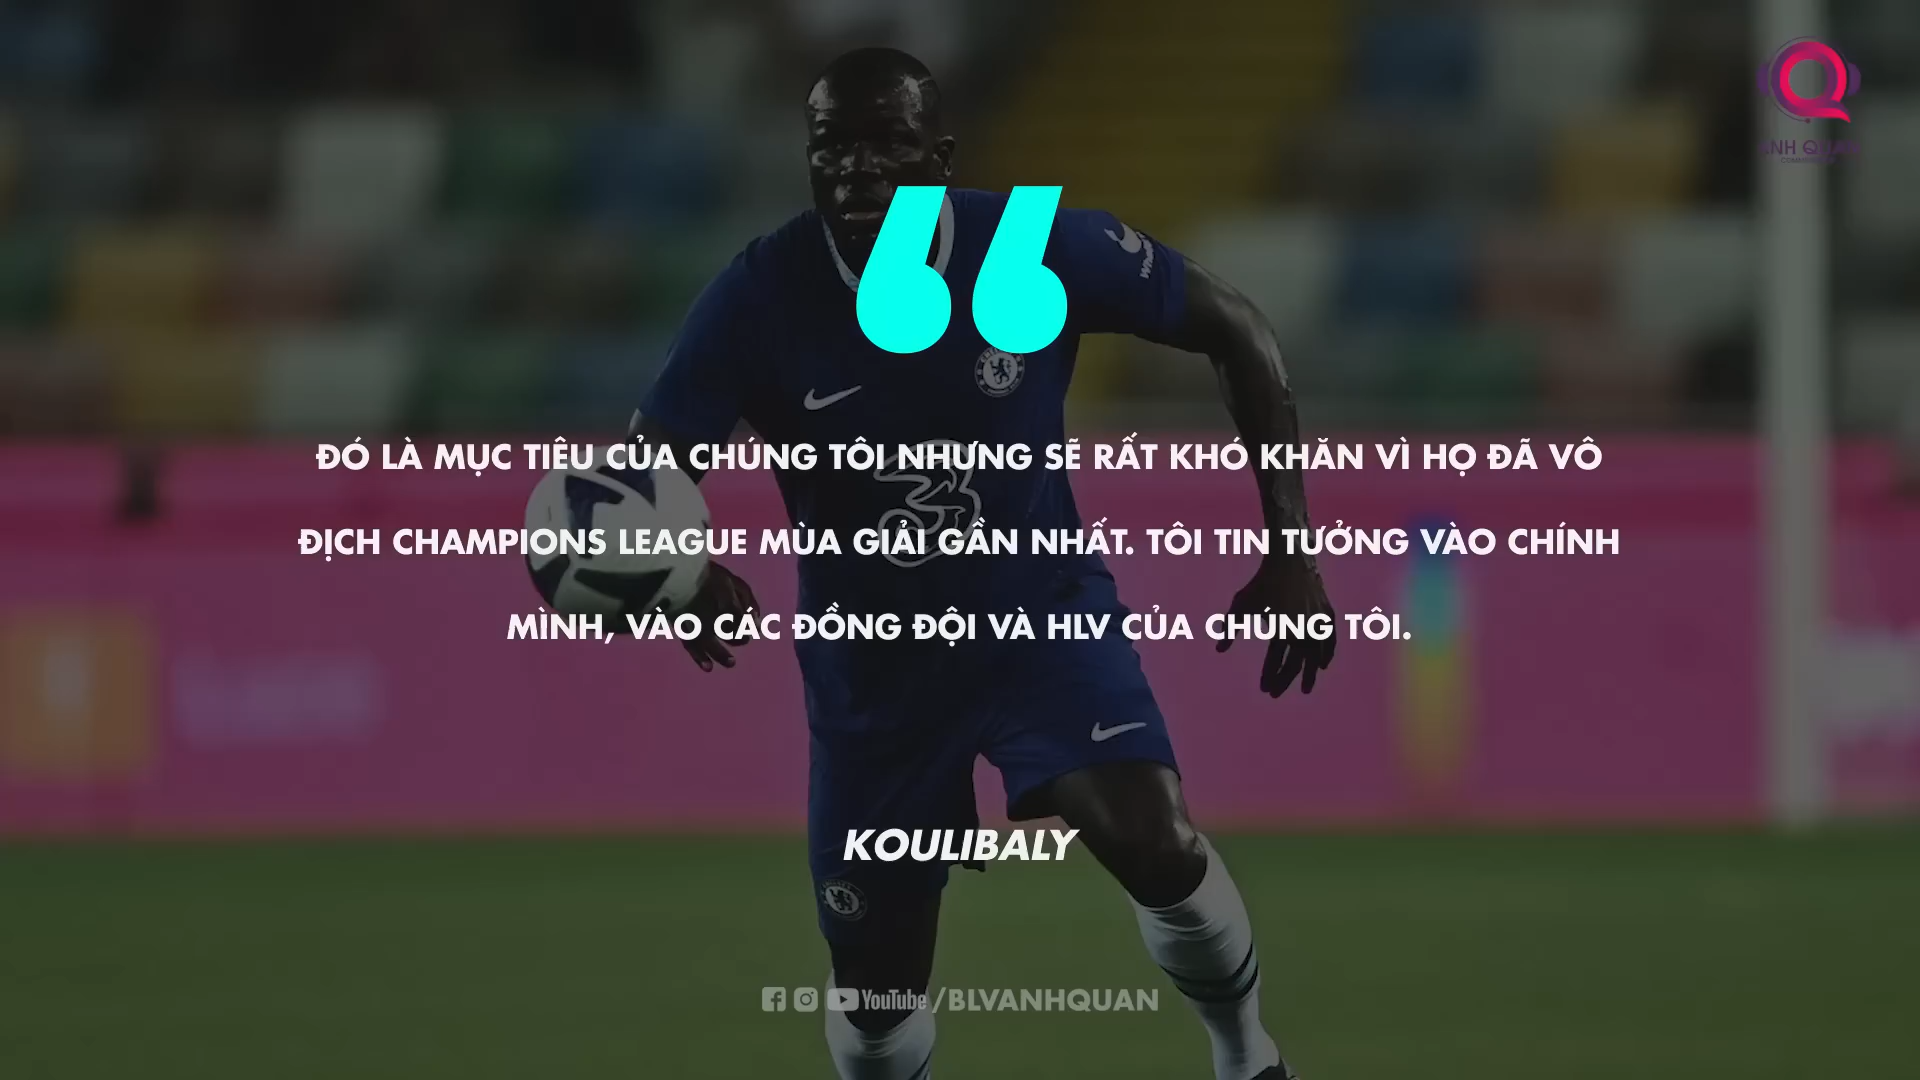 ANH QUAN
ĐÓ LÀ MỤC TIÊU CỦA CHÚNG TÔI NHƯNG SẼ RẤT KHÓ KHĂN VÌ HỌ ĐÃ VÔ
ĐỊCH CHAMPIONS LEAGUE MÙA GIẢI GẦN NHẤT. TÔI TIN TƯỞNG VÀO CHÍNH
MÌNH, VÀO CÁC ĐỒNG ĐỘI VÀ HLV CỦA CHÚNG TÔI.
KOULIBALY
YouTube /BLVANHQUAN